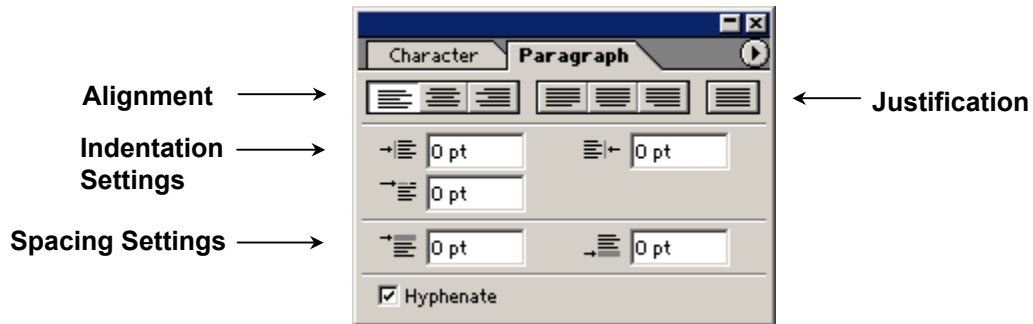 Character Paragraph
Alignment
Justification
Indentation
Settings
0 pt 0 pt
0 pt
Spacing Settings
0 pt 0 pt
Hyphenate